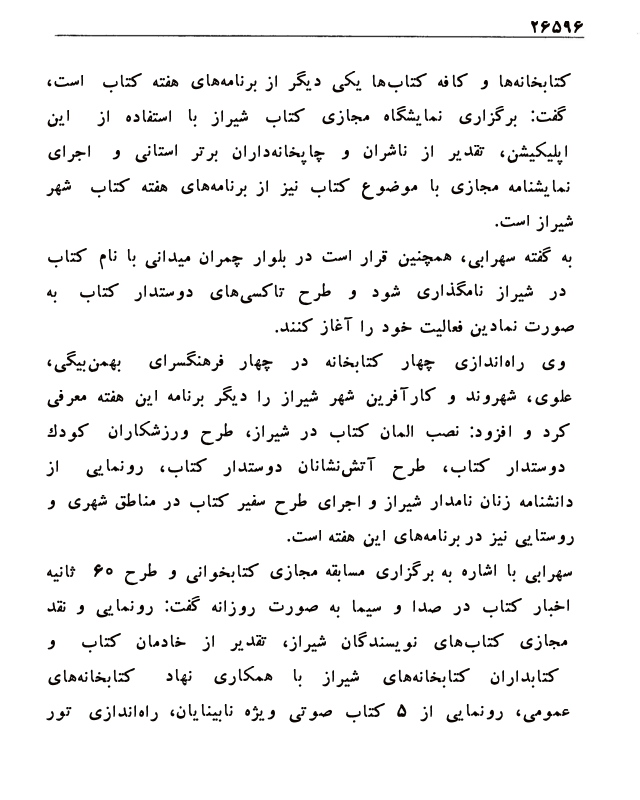 ۲۶۵۹۶
کتابخانه‌ها و کافه کتاب‌ها یکی دیگر از برنامه‌های هفته کتاب است،
گفت: برگزاری نمایشگاه مجازی کتاب شیراز با استفاده از این
اپلیکیشن، تقدیر از ناشران و چاپخانه‌داران برتر استانی و اجرای
نمایشنامه مجازی با موضوع کتاب نیز از برنامه‌های هفته کتاب شهر
شیراز است.
به گفته سهرابی، همچنین قرار است در بلوار چمران میدانی با نام کتاب
در شیراز نامگذاری شود و طرح تاکسی‌های دوستدار کتاب به
صورت نمادین فعالیت خود را آغاز کنند.
وی راه‌اندازی چهار کتابخانه در چهار فرهنگسرای بهمن‌بیگی،
علوی، شهروند و کارآفرین شهر شیراز را دیگر برنامه این هفته معرفی
کرد و افزود: نصب المان کتاب در شیراز، طرح ورزشکاران کودك
دوستدار کتاب، طرح آتش‌نشانان دوستدار کتاب، رونمایی از
دانشنامه زنان نامدار شیراز و اجرای طرح سفیر کتاب در مناطق شهری و
روستایی نیز در برنامه‌های این هفته است.
سهرابی با اشاره به برگزاری مسابقه مجازی کتابخوانی و طرح ۶۰ ثانیه
اخبار کتاب در صدا و سیما به صورت روزانه گفت: رونمایی و نقد
مجازی کتاب‌های نویسندگان شیراز، تقدیر از خادمان کتاب و
کتابداران کتابخانه‌های شیراز با همکاری نهاد کتابخانه‌های
عمومی، رونمایی از ۵ کتاب صوتی ویژه نابینایان، راه‌اندازی تور